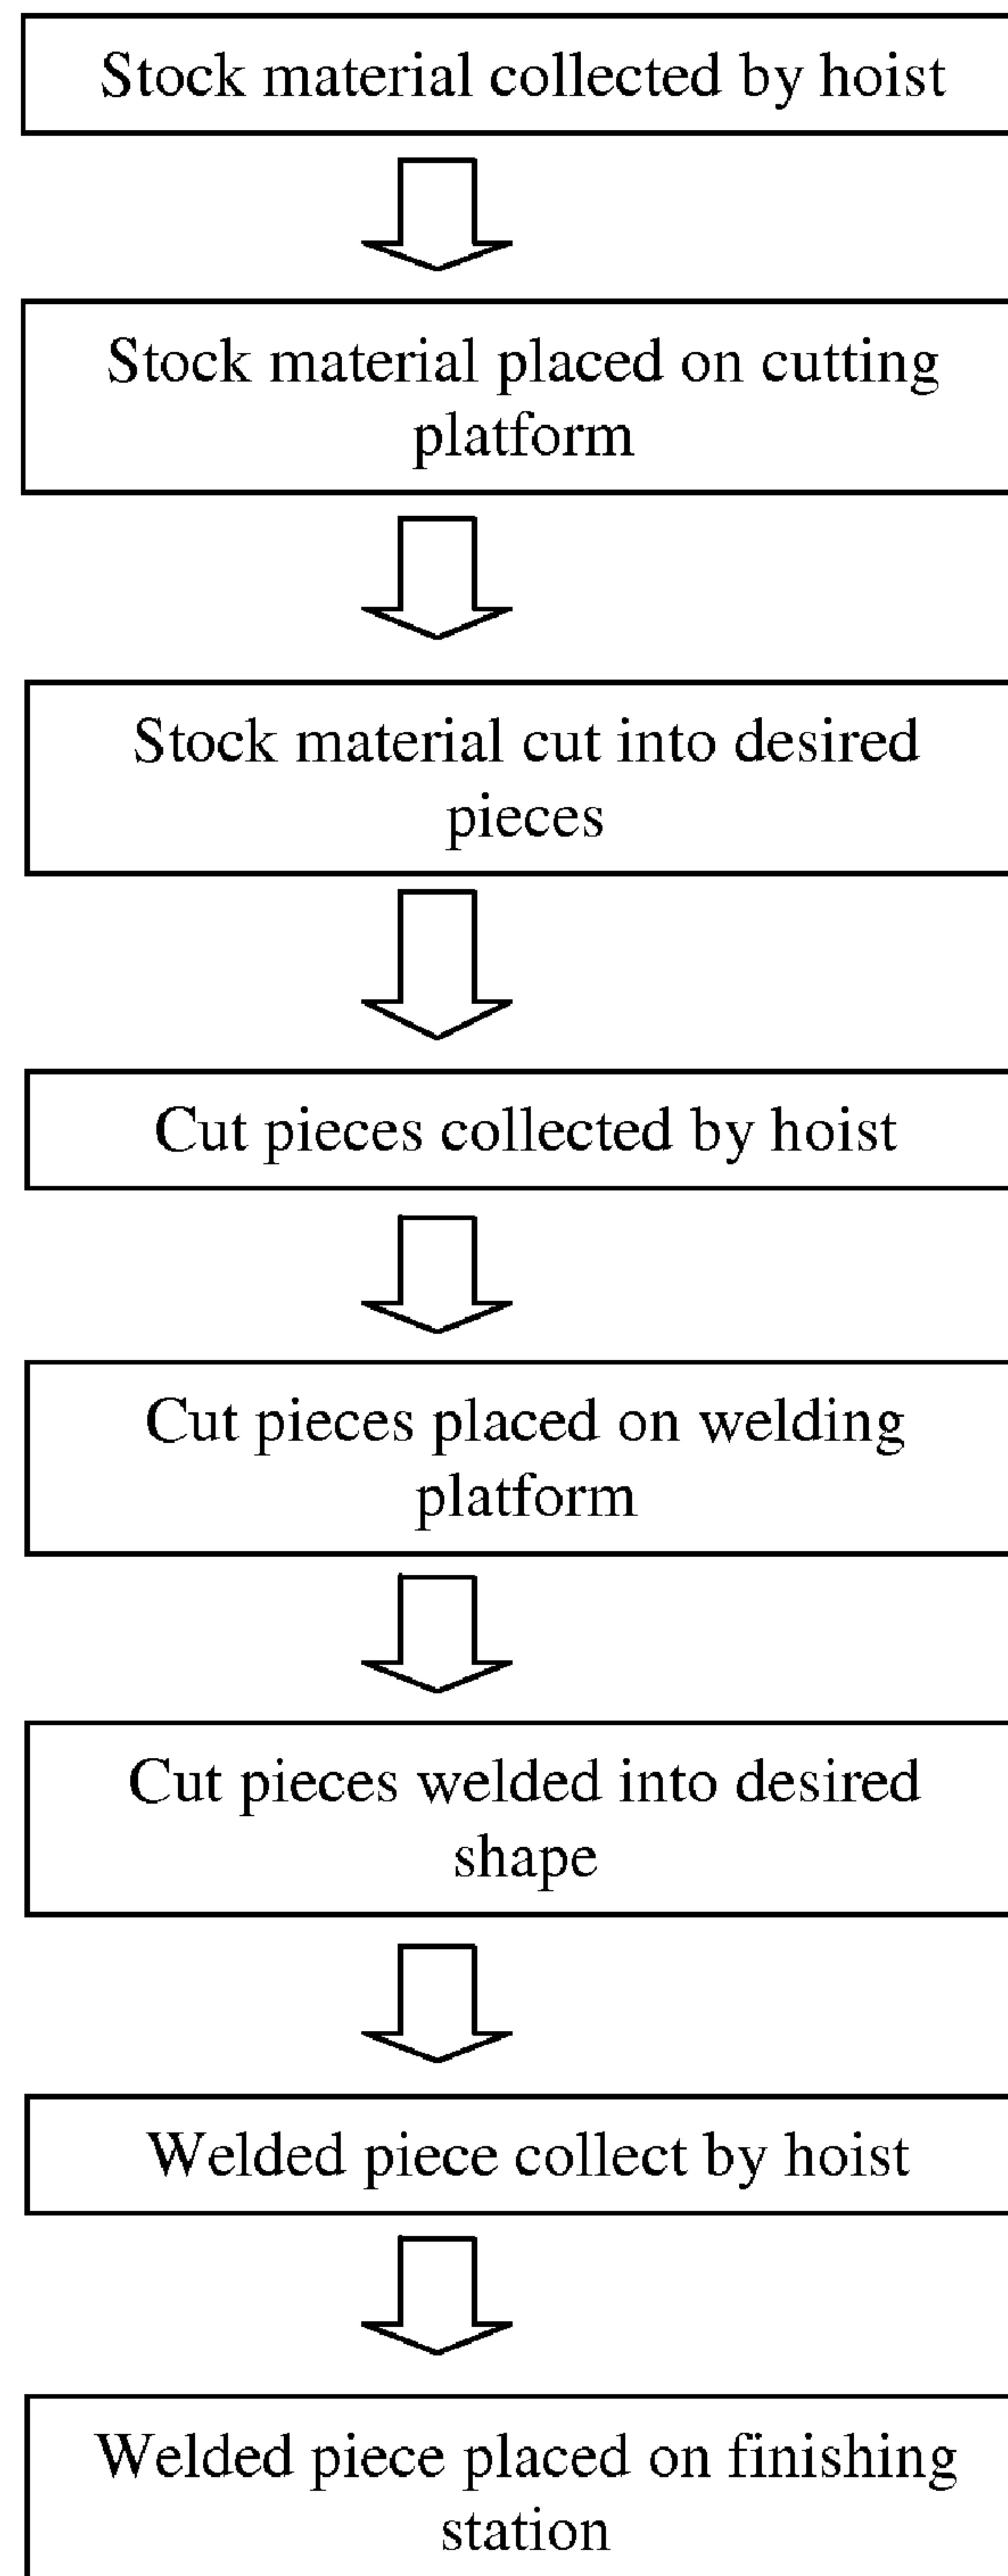 Stock material collected by hoist
Stock material placed on cutting
platform
Stock material cut into desired
pieces
Cut pieces collected by hoist
Cut pieces placed on welding
platform
Cut pieces welded into desired
shape
Welded piece collect by hoist
Welded piece placed on finishing
station